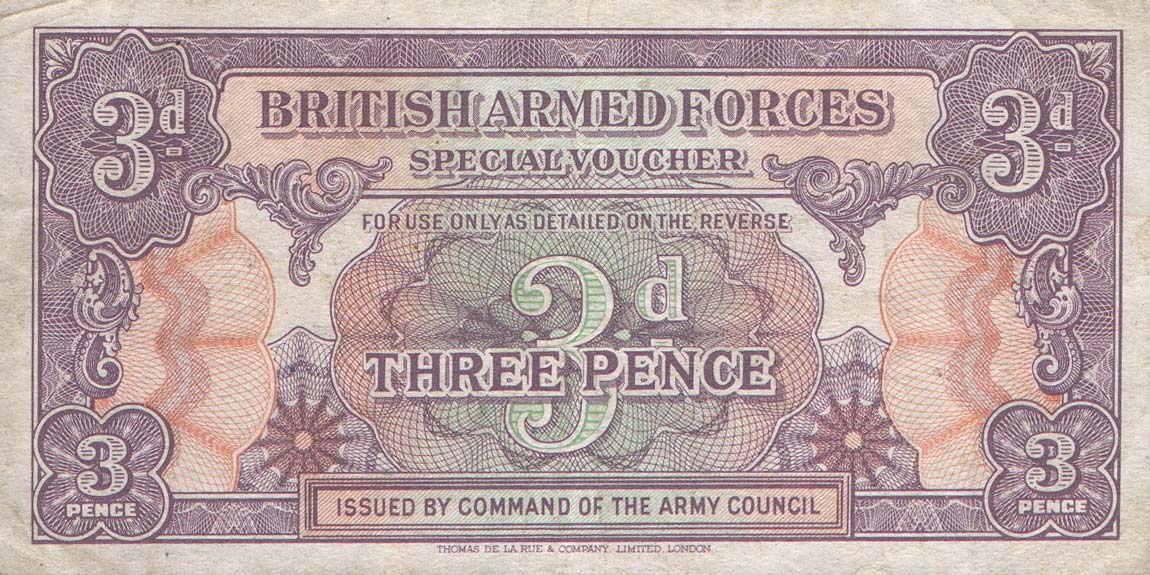 3d 3d
BRITISH ARMED FORCES
SPECIAL VOUCHER
FOR USE ONLY AS DETAILED ON THE REVERSE
3d
THREE PENCE
3 3
PENCE PENCE
ISSUED BY COMMAND OF THE ARMY COUNCIL
THOMAS DE LA RUE & COMPANY, LIMITED, LONDON.